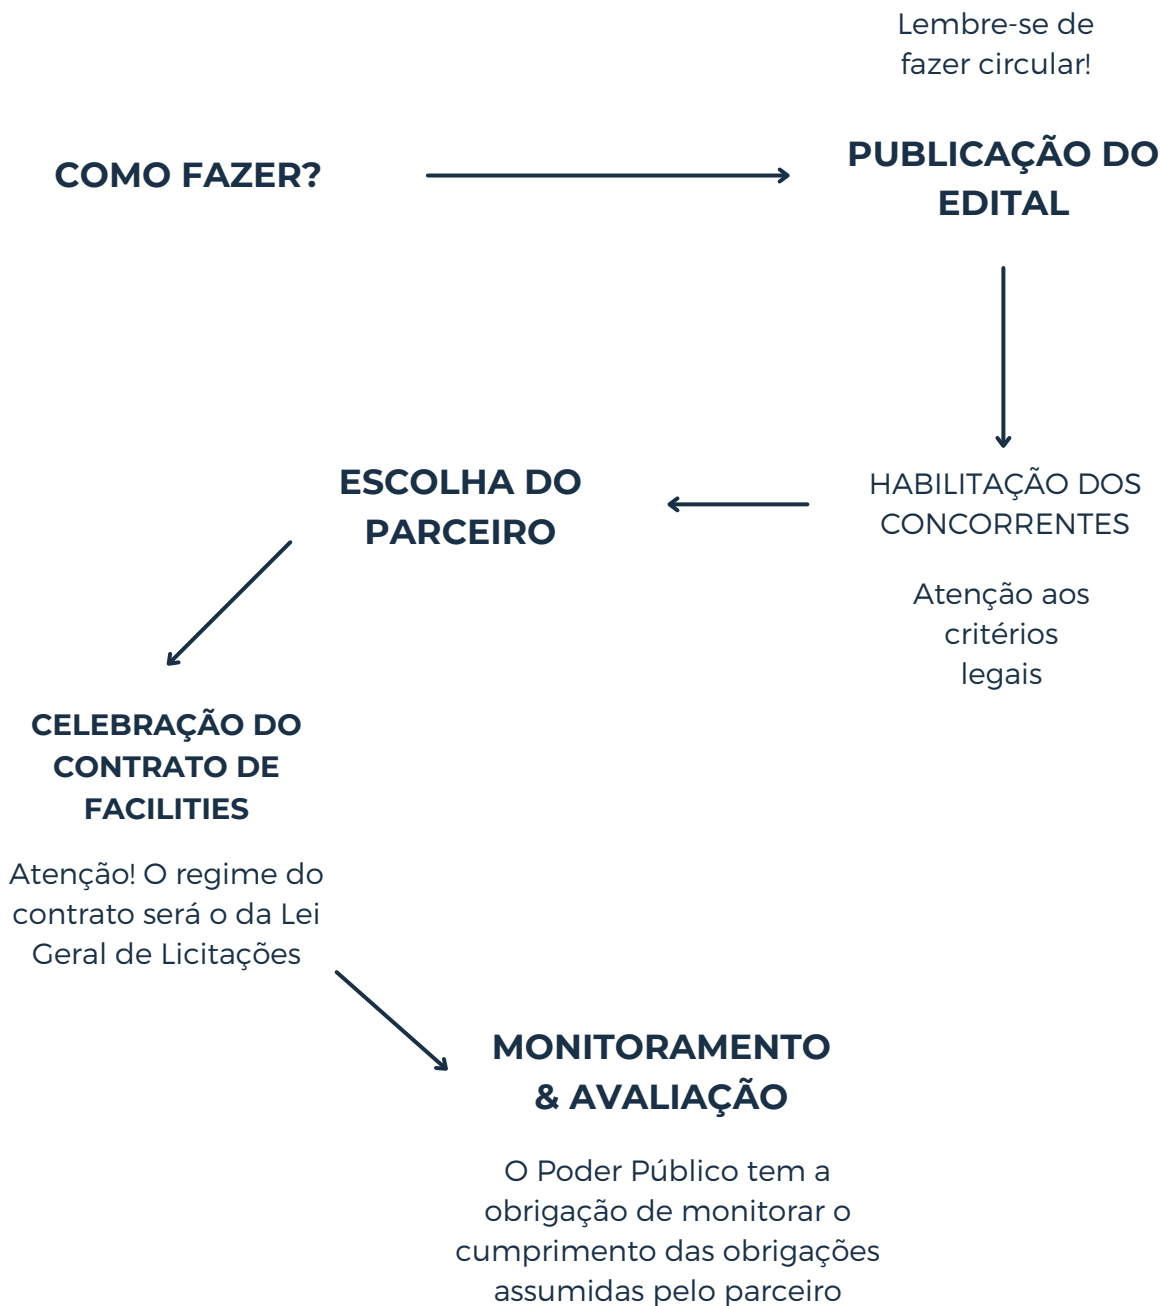 Lembre-se de
fazer circular!
COMO FAZER?
PUBLICAÇÃO DO
EDITAL
HABILITAÇÃO DOS
CONCORRENTES
Atenção aos
critérios
legais
ESCOLHA DO
PARCEIRO
CELEBRAÇÃO DO
CONTRATO DE
FACILITIES
Atenção! O regime do
contrato será o da Lei
Geral de Licitações
MONITORAMENTO
& AVALIAÇÃO
O Poder Público tem a
obrigação de monitorar o
cumprimento das obrigações
assumidas pelo parceiro